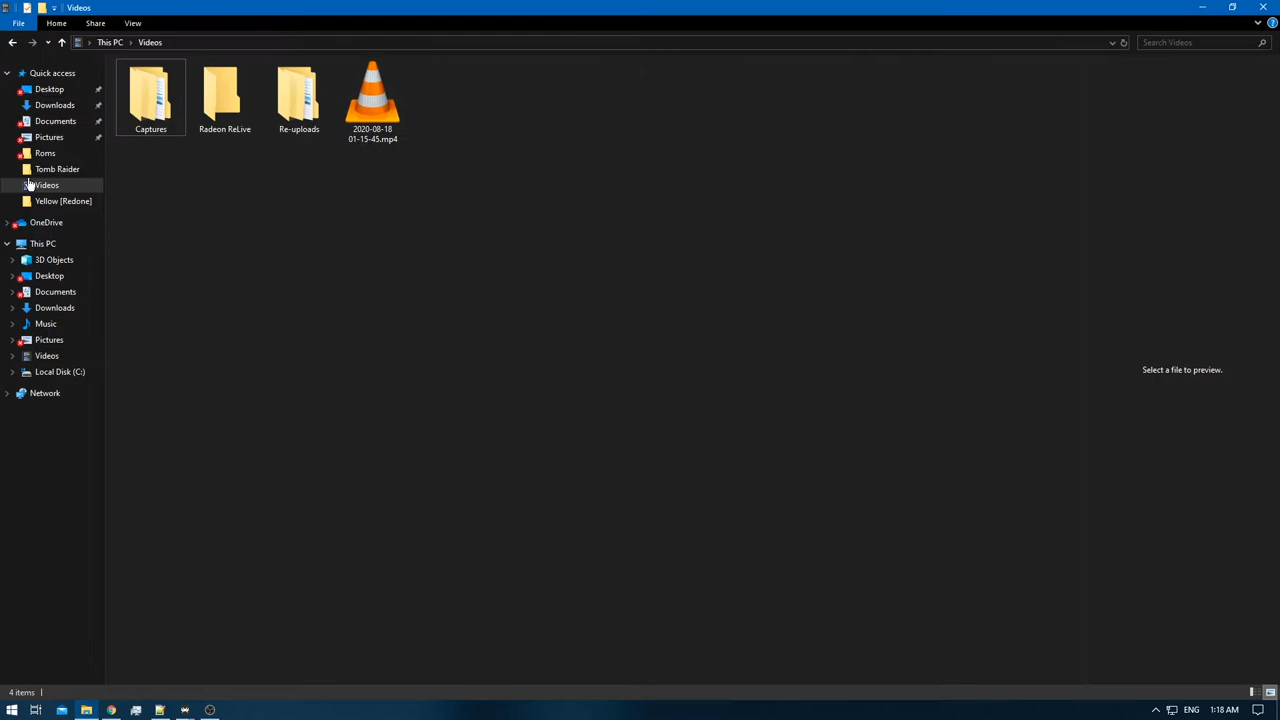 Videos
File
Home
Share
View
This PC
Videos
Search Videos
Quick access
Desktop
Downloads
Documents
Pictures
Roms
Tomb Raider
Videos
Yellow [Redone]
OneDrive
This PC
3D Objects
Desktop
Documents
Downloads
Music
Pictures
Videos
Local Disk (C:)
Network
Captures
Radeon ReLive
Re-uploads
2020-08-18
01-15-45.mp4
Select a file to preview.
4 items
ENG
1:18 AM